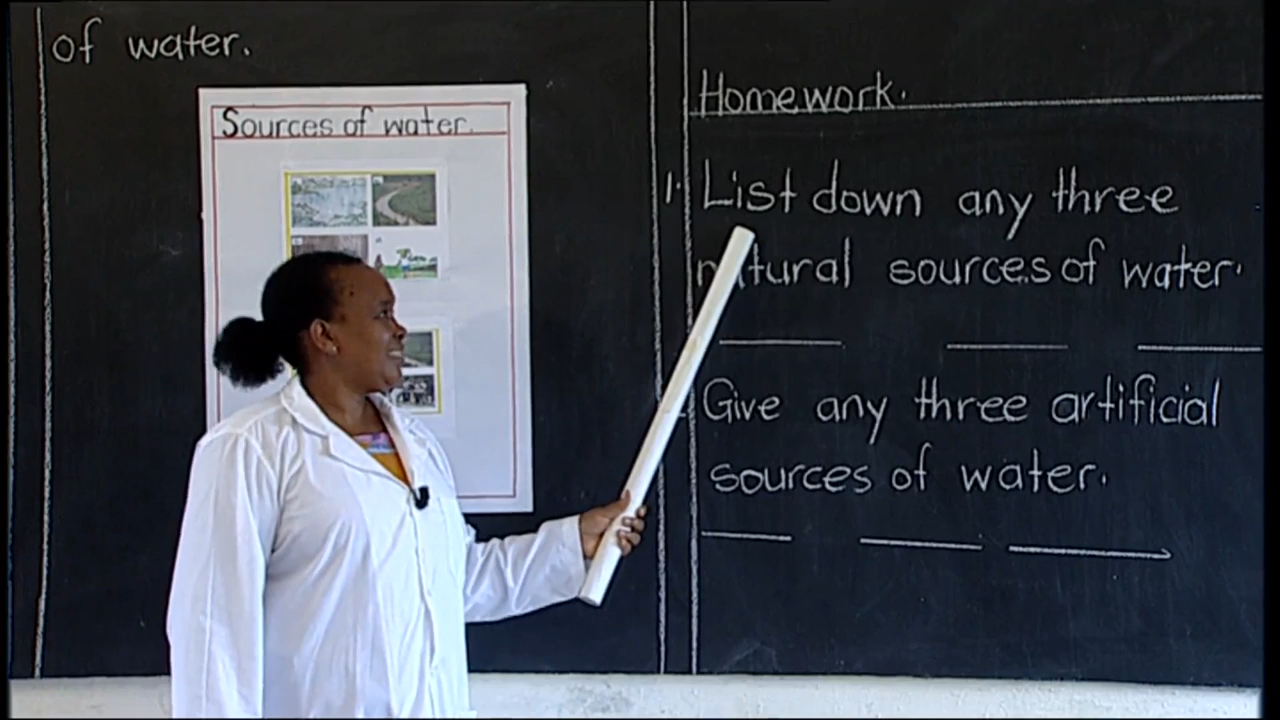 of water.
Sources of water.
Homework.
1. List down any three
natural sources of water.
Give any three artificial
sources of water.